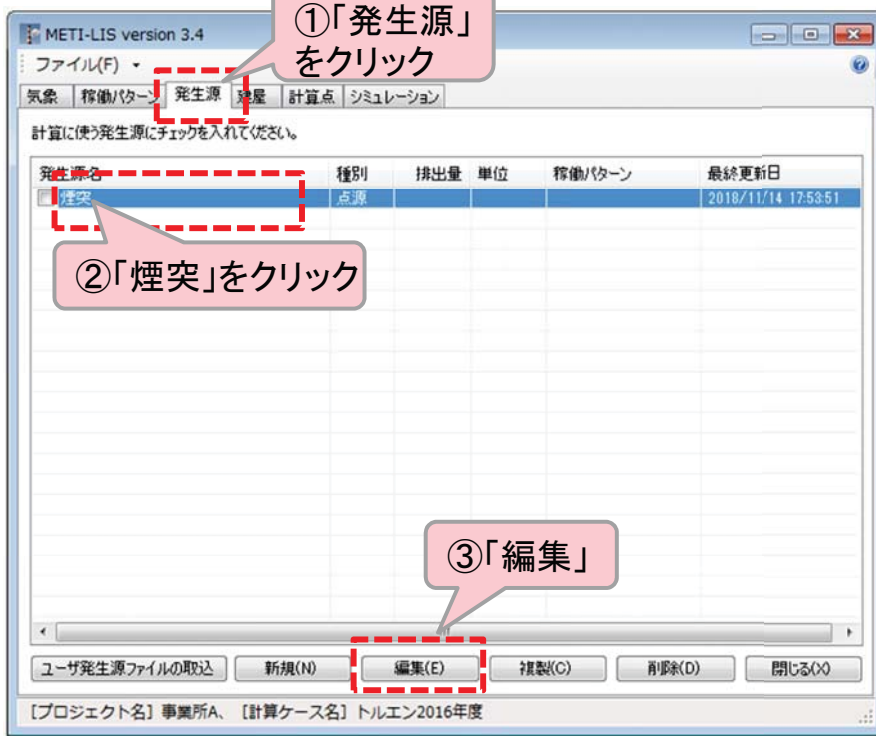 ①「発生源」
をクリック
METI-LIS version 3.4
ファイル(F)
気象 稼働パターン 発生源 建屋 計算点 シミュレーション
計算に使う発生源にチェックを入れてください。
発生源名 種別 排出量 単位 稼働パターン 最終更新日
煙突 点源 2018/11/14 17:53:51
②「煙突」をクリック
③「編集」
ユーザ発生源ファイルの取込 新規(N) 編集(E) 複製(C) 削除(D) 閉じる(X)
[プロジェクト名] 事業所A、 [計算ケース名] トルエン2016年度